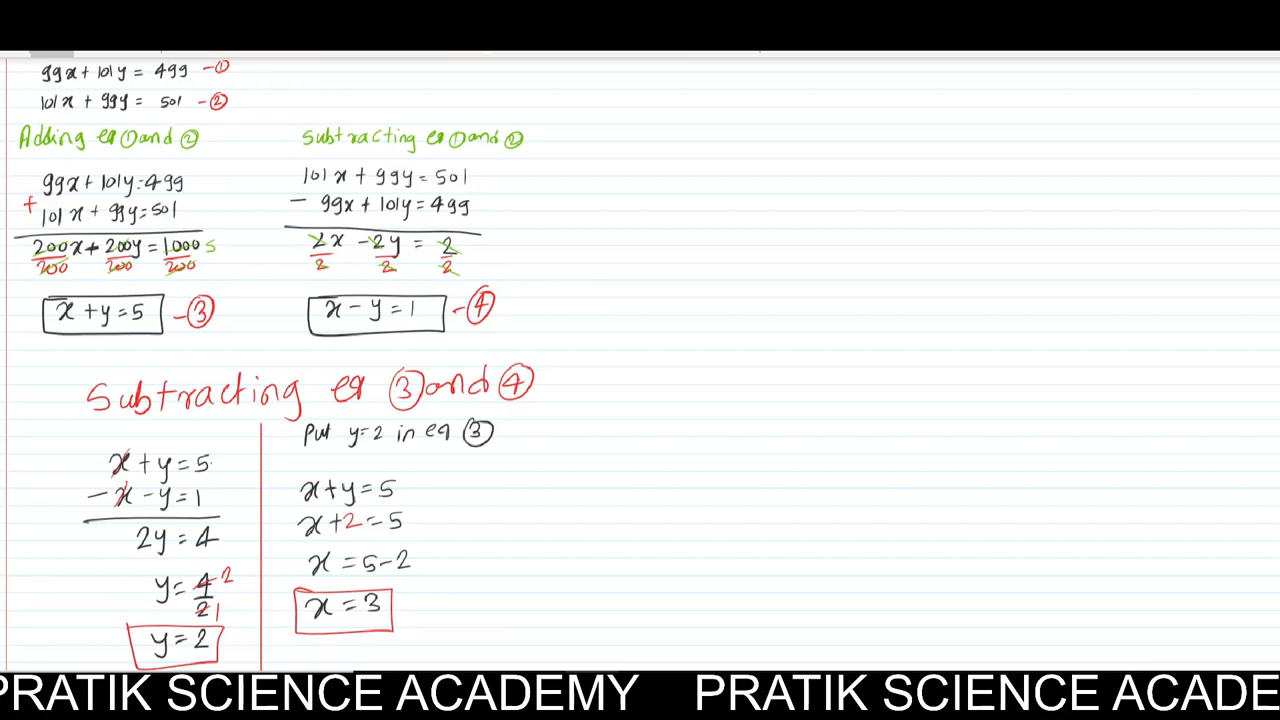 99x + 101y = 499 -①
101x + 99y = 501 -②
Adding eq ① and ②
99x + 101y = 499
+ 101x + 99y = 501
200x + 200y = 1000 5
200 200 200
x + y = 5 -③
Subtracting eq ① and ②
101x + 99y = 501
- 99x + 101y = 499
2x - 2y = 2
2 2 2
x - y = 1 -④
Subtracting eq ③ and ④
x + y = 5
- x - y = 1
2y = 4
y = 4 2
2 1
y = 2
Put y = 2 in eq ③
x + y = 5
x + 2 = 5
x = 5 - 2
x = 3
PRATIK SCIENCE ACADEMY PRATIK SCIENCE ACADE